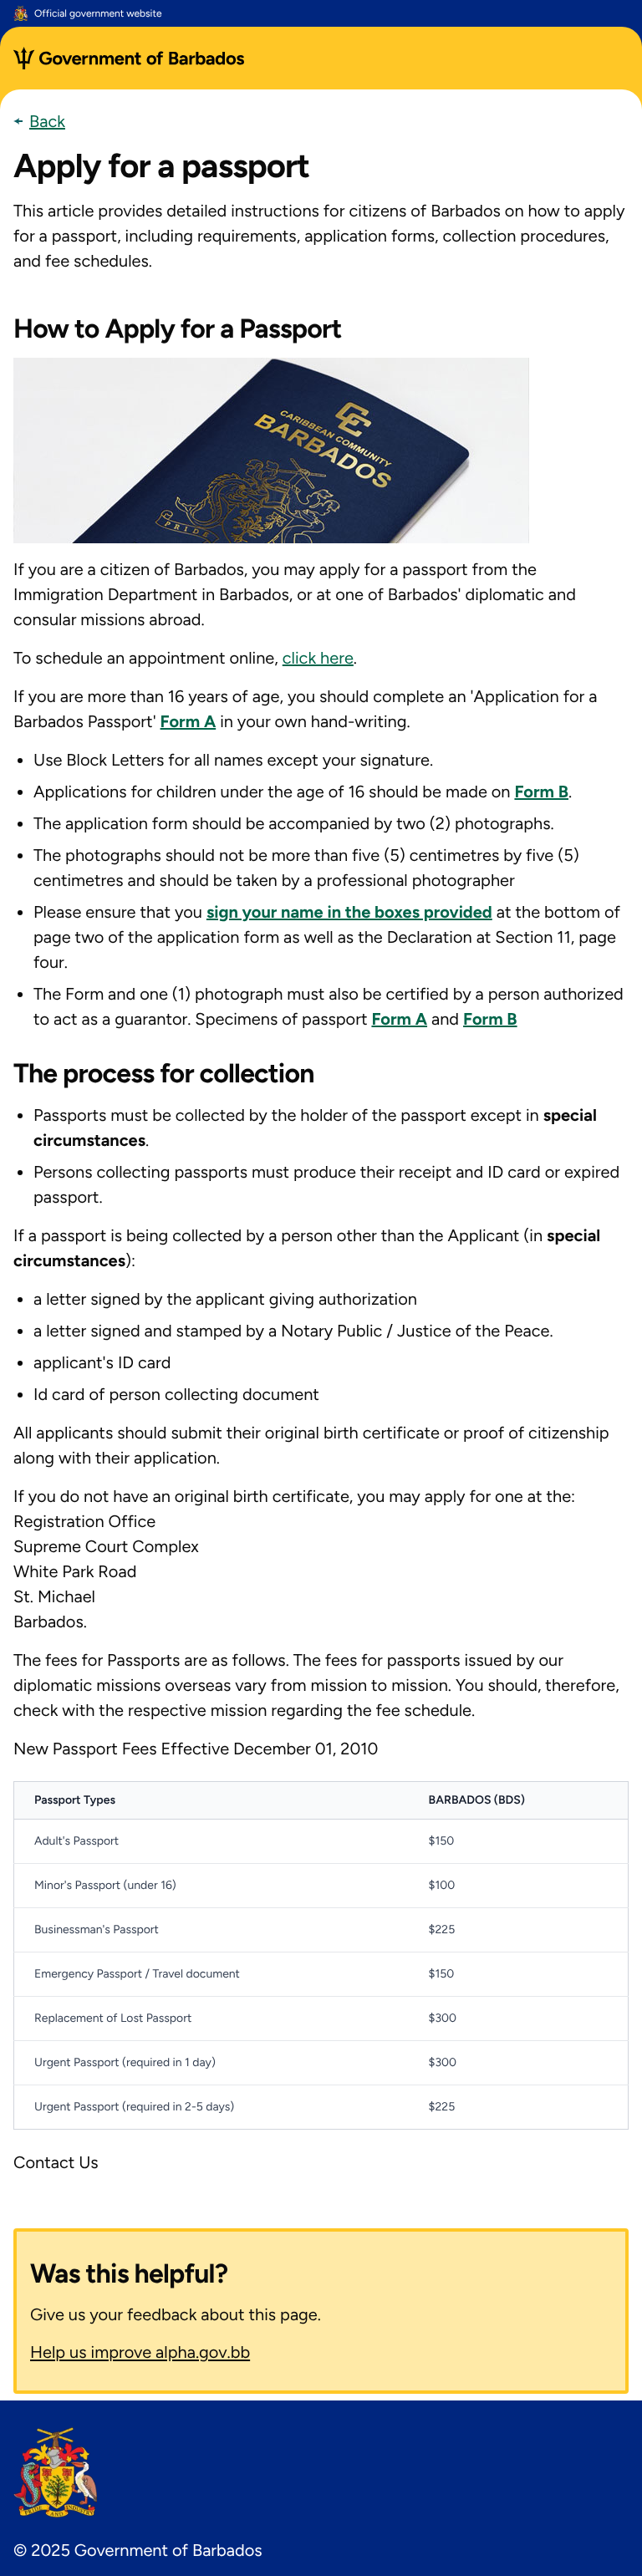 Official government website
Government of Barbados
Back
Apply for a passport
This article provides detailed instructions for citizens of Barbados on how to apply
for a passport, including requirements, application forms, collection procedures,
and fee schedules.
How to Apply for a Passport
CARIBBEAN COMMUNITY
BARBADOS
PRIDE
If you are a citizen of Barbados, you may apply for a passport from the
Immigration Department in Barbados, or at one of Barbados' diplomatic and
consular missions abroad.
To schedule an appointment online, click here.
If you are more than 16 years of age, you should complete an 'Application for a
Barbados Passport' Form A in your own hand-writing.
• Use Block Letters for all names except your signature.
• Applications for children under the age of 16 should be made on Form B.
• The application form should be accompanied by two (2) photographs.
• The photographs should not be more than five (5) centimetres by five (5)
centimetres and should be taken by a professional photographer
• Please ensure that you sign your name in the boxes provided at the bottom of
page two of the application form as well as the Declaration at Section 11, page
four.
• The Form and one (1) photograph must also be certified by a person authorized
to act as a guarantor. Specimens of passport Form A and Form B
The process for collection
• Passports must be collected by the holder of the passport except in special
circumstances.
• Persons collecting passports must produce their receipt and ID card or expired
passport.
If a passport is being collected by a person other than the Applicant (in special
circumstances):
• a letter signed by the applicant giving authorization
• a letter signed and stamped by a Notary Public / Justice of the Peace.
• applicant's ID card
• Id card of person collecting document
All applicants should submit their original birth certificate or proof of citizenship
along with their application.
If you do not have an original birth certificate, you may apply for one at the:
Registration Office
Supreme Court Complex
White Park Road
St. Michael
Barbados.
The fees for Passports are as follows. The fees for passports issued by our
diplomatic missions overseas vary from mission to mission. You should, therefore,
check with the respective mission regarding the fee schedule.
New Passport Fees Effective December 01, 2010
Passport Types BARBADOS (BDS)
Adult's Passport $150
Minor's Passport (under 16) $100
Businessman's Passport $225
Emergency Passport / Travel document $150
Replacement of Lost Passport $300
Urgent Passport (required in 1 day) $300
Urgent Passport (required in 2-5 days) $225
Contact Us
Was this helpful?
Give us your feedback about this page.
Help us improve alpha.gov.bb
PRIDE AND INDUSTRY
© 2025 Government of Barbados